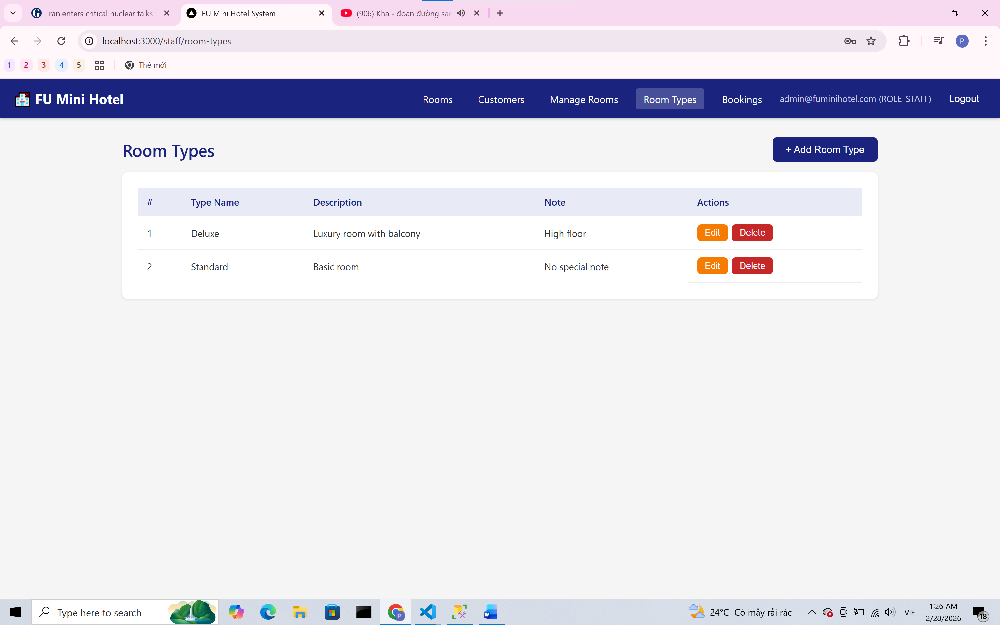 Iran enters critical nuclear talks
FU Mini Hotel System
(906) Kha - đoạn đường sao
localhost:3000/staff/room-types
P
1 2 3 4 5 Thẻ mới
FU Mini Hotel
Rooms Customers Manage Rooms Room Types Bookings admin@fuminihotel.com (ROLE_STAFF) Logout
Room Types
+ Add Room Type
# Type Name Description Note Actions
1 Deluxe Luxury room with balcony High floor Edit Delete
2 Standard Basic room No special note Edit Delete
Type here to search
24°C Có mây rải rác
VIE
1:26 AM
2/28/2026
18